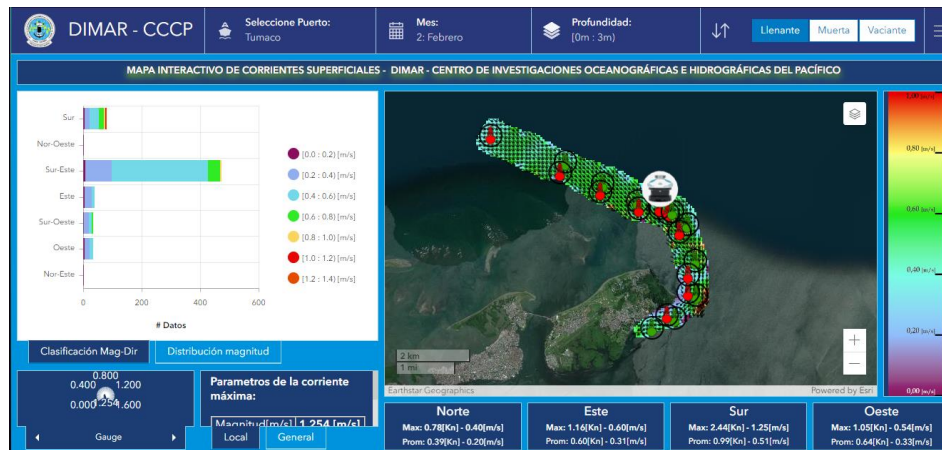 DIMAR - CCCP
Seleccione Puerto:
Tumaco
Mes:
2: Febrero
Profundidad:
[0m : 3m)
Llenante
Muerta
Vaciante
MAPA INTERACTIVO DE CORRIENTES SUPERFICIALES - DIMAR - CENTRO DE INVESTIGACIONES OCEANOGRÁFICAS E HIDROGRÁFICAS DEL PACÍFICO
Sur
Nor-Oeste
Sur-Este
Este
Sur-Oeste
Oeste
Nor-Este
0
200
400
600
# Datos
[0.0 : 0.2) [m/s]
[0.2 : 0.4) [m/s]
[0.4 : 0.6) [m/s]
[0.6 : 0.8) [m/s]
[0.8 : 1.0) [m/s]
[1.0 : 1.2) [m/s]
[1.2 : 1.4) [m/s]
Clasificación Mag-Dir
Distribución magnitud
0.800
0.400
1.200
0.000
1.254
1.600
Gauge
Parametros de la corriente
máxima:
Magnitud[m/s] 1.254 [m/s]
Local
General
2 km
1 mi
Earthstar Geographics
Powered by Esri
1,00 [m/s]
0,80 [m/s]
0,60 [m/s]
0,40 [m/s]
0,20 [m/s]
0,00 [m/s]
Norte
Max: 0.78[Kn] - 0.40[m/s]
Prom: 0.39[Kn] - 0.20[m/s]
Este
Max: 1.16[Kn] - 0.60[m/s]
Prom: 0.60[Kn] - 0.31[m/s]
Sur
Max: 2.44[Kn] - 1.25[m/s]
Prom: 0.99[Kn] - 0.51[m/s]
Oeste
Max: 1.05[Kn] - 0.54[m/s]
Prom: 0.64[Kn] - 0.33[m/s]